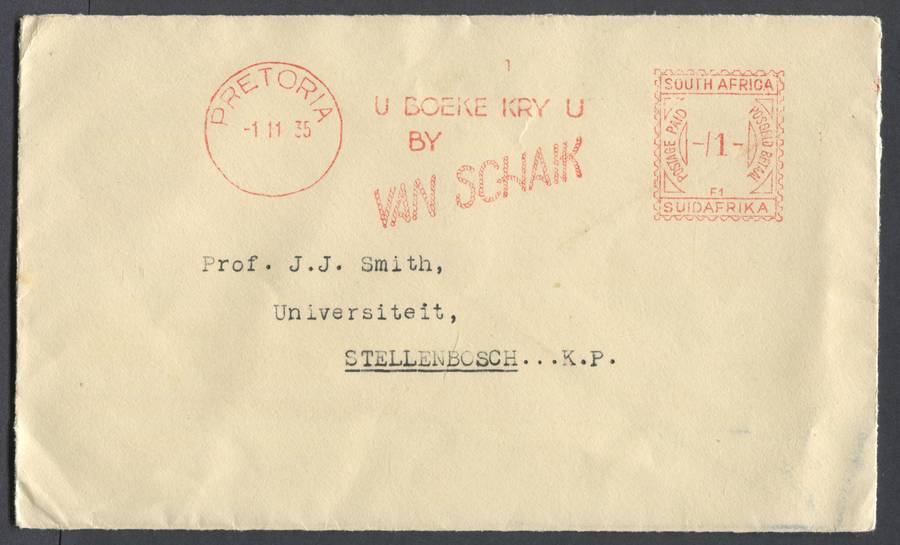 PRETORIA
-1 11 35
1
U BOEKE KRY U
BY
VAN SCHAIK
SOUTH AFRICA
POSTAGE PAID
-/1-
POSGELD BETAAL
F1
SUIDAFRIKA
Prof. J.J. Smith,
Universiteit,
STELLENBOSCH...K.P.